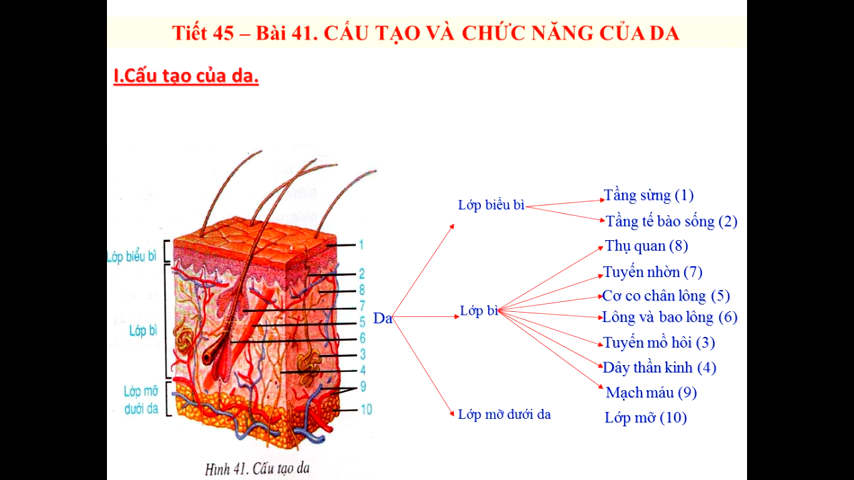 Tiết 45 – Bài 41. CẤU TẠO VÀ CHỨC NĂNG CỦA DA
I.Cấu tạo của da.
Lớp biểu bì
Lớp bì
Lớp mỡ
dưới da
1
2
8
7
5
6
3
4
9
10
Hình 41. Cấu tạo da
Da
Lớp biểu bì
Lớp bì
Lớp mỡ dưới da
Tầng sừng (1)
Tầng tế bào sống (2)
Thụ quan (8)
Tuyến nhờn (7)
Cơ co chân lông (5)
Lông và bao lông (6)
Tuyến mồ hôi (3)
Dây thần kinh (4)
Mạch máu (9)
Lớp mỡ (10)